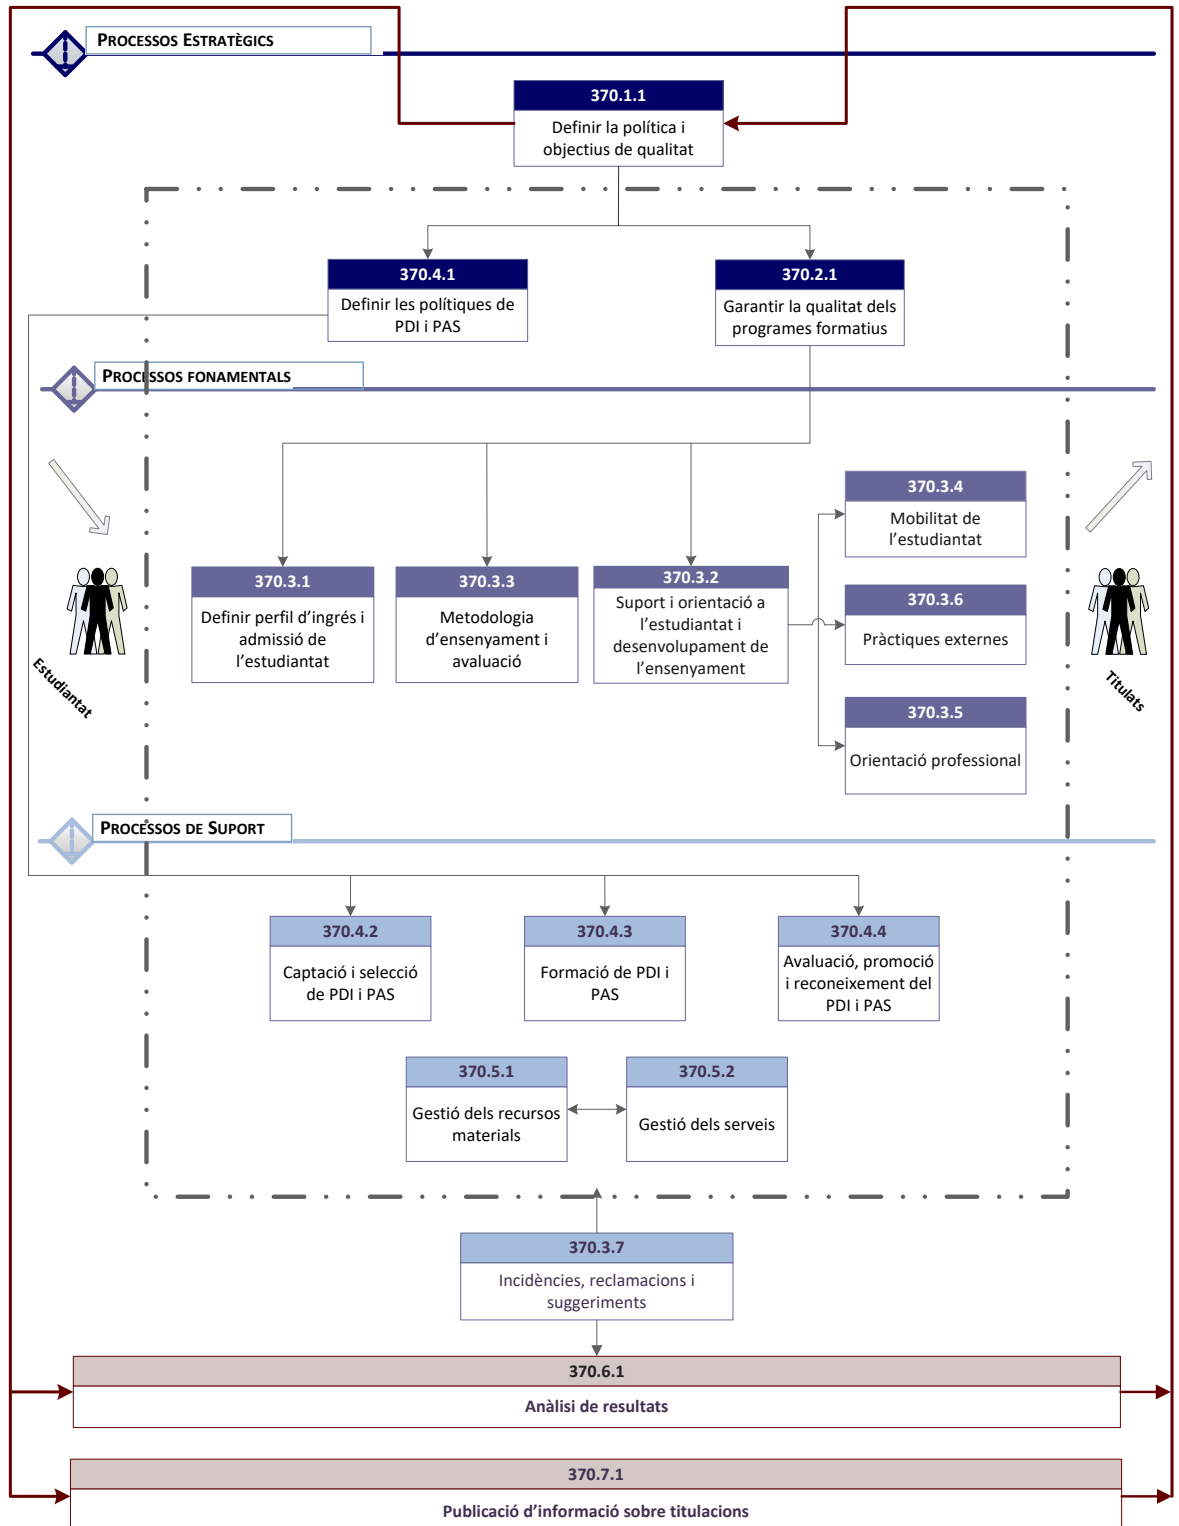 PROCESSOS ESTRATÈGICS
370.1.1
Definir la política i
objectius de qualitat
370.4.1
Definir les polítiques de
PDI i PAS
370.2.1
Garantir la qualitat dels
programes formatius
PROCESSOS FONAMENTALS
370.3.4
Mobilitat de
l’estudiantat
370.3.1
Definir perfil d’ingrés i
admissió de
l’estudiantat
370.3.3
Metodologia
d’ensenyament i
avaluació
370.3.2
Suport i orientació a
l’estudiantat i
desenvolupament de
l’ensenyament
370.3.6
Pràctiques externes
Estudiantat
Titulats
370.3.5
Orientació professional
PROCESSOS DE SUPORT
370.4.2
Captació i selecció
de PDI i PAS
370.4.3
Formació de PDI i
PAS
370.4.4
Avaluació, promoció
i reconeixement del
PDI i PAS
370.5.1
Gestió dels recursos
materials
370.5.2
Gestió dels serveis
370.3.7
Incidències, reclamacions i
suggeriments
370.6.1
Anàlisi de resultats
370.7.1
Publicació d’informació sobre titulacions